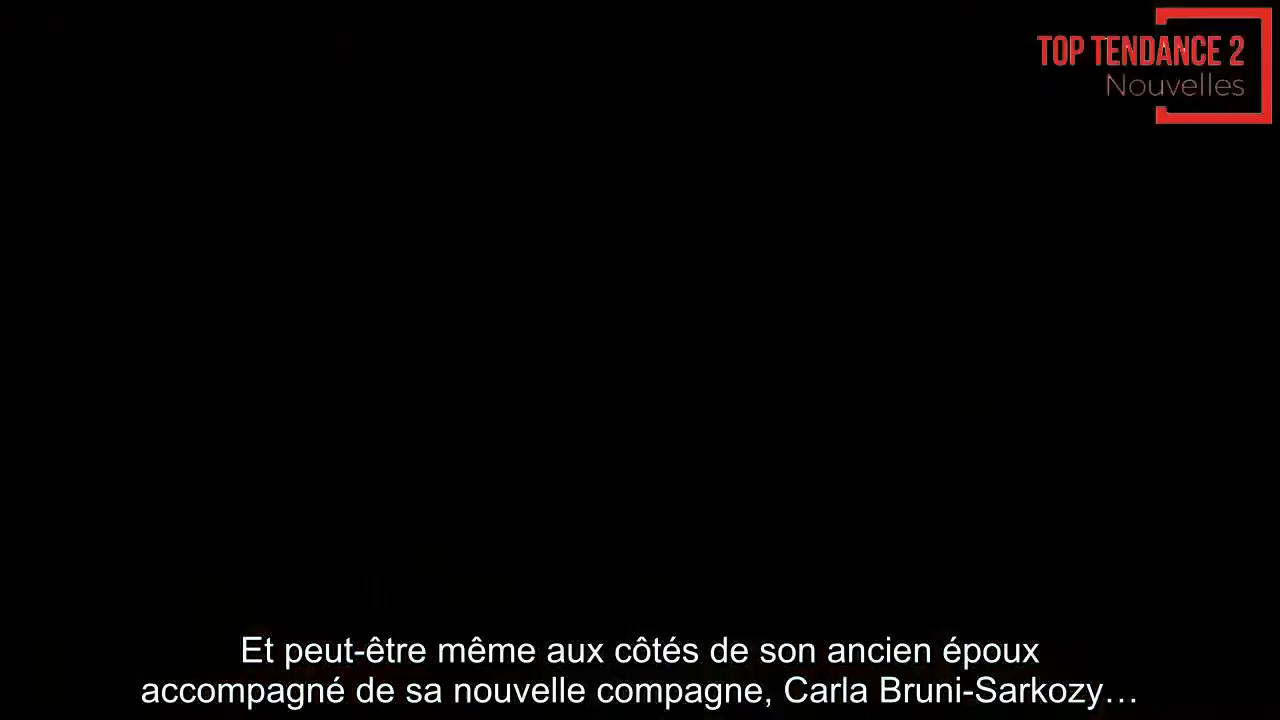 TOP TENDANCE 2
Nouvelles
Et peut-être même aux côtés de son ancien époux
accompagné de sa nouvelle compagne, Carla Bruni-Sarkozy…